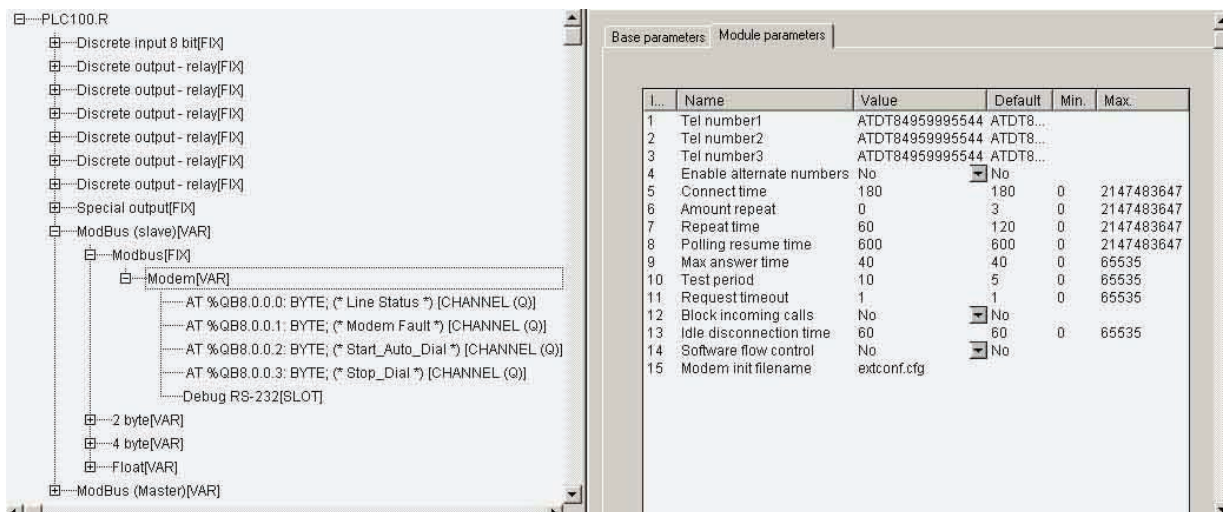 PLC100.R
Discrete input 8 bit[FIX]
Discrete output - relay[FIX]
Discrete output - relay[FIX]
Discrete output - relay[FIX]
Discrete output - relay[FIX]
Discrete output - relay[FIX]
Discrete output - relay[FIX]
Special output[FIX]
ModBus (slave)[VAR]
Modbus[FIX]
Modem[VAR]
AT %QB8.0.0.0: BYTE; (* Line Status *) [CHANNEL (Q)]
AT %QB8.0.0.1: BYTE; (* Modem Fault *) [CHANNEL (Q)]
AT %QB8.0.0.2: BYTE; (* Start_Auto_Dial *) [CHANNEL (Q)]
AT %QB8.0.0.3: BYTE; (* Stop_Dial *) [CHANNEL (Q)]
Debug RS-232[SLOT]
2 byte[VAR]
4 byte[VAR]
Float[VAR]
ModBus (Master)[VAR]
Base parameters Module parameters
I... Name Value Default Min. Max.
1 Tel number1 ATDT84959995544 ATDT8...
2 Tel number2 ATDT84959995544 ATDT8...
3 Tel number3 ATDT84959995544 ATDT8...
4 Enable alternate numbers No No
5 Connect time 180 180 0 2147483647
6 Amount repeat 0 3 0 2147483647
7 Repeat time 60 120 0 2147483647
8 Polling resume time 600 600 0 2147483647
9 Max answer time 40 40 0 65535
10 Test period 10 5 0 65535
11 Request timeout 1 1 0 65535
12 Block incoming calls No No
13 Idle disconnection time 60 60 0 65535
14 Software flow control No No
15 Modem init filename extconf.cfg